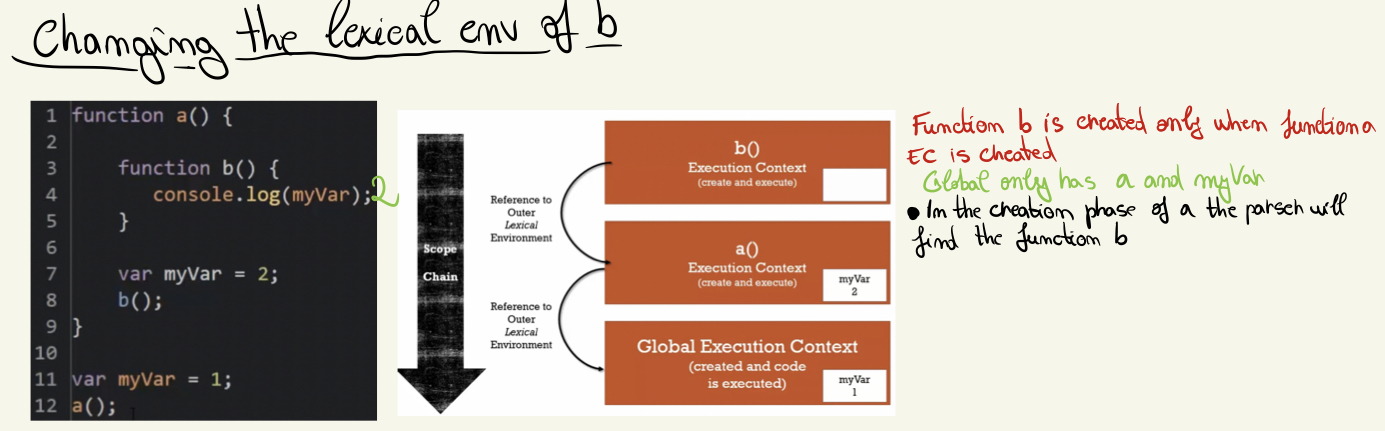 Changing the lexical env of b
1 function a() {
2
3     function b() {
4         console.log(myVar); 2
5     }
6
7     var myVar = 2;
8     b();
9 }
10
11 var myVar = 1;
12 a();
Scope
Chain
Reference to
Outer
Lexical
Environment
Reference to
Outer
Lexical
Environment
b()
Execution Context
(create and execute)
a()
Execution Context
(create and execute)
myVar
2
Global Execution Context
(created and code
is executed)
myVar
1
Function b is created only when function a
EC is created
Global only has a and myVar
• In the creation phase of a the parser will
find the function b